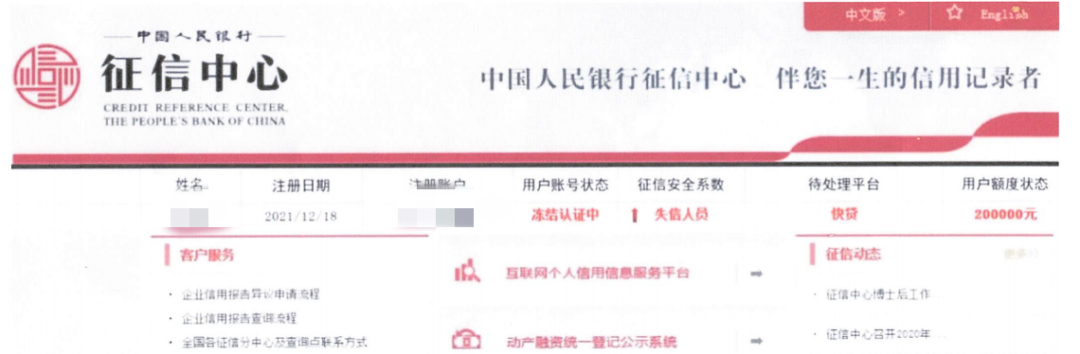 中文版 > English
中国人民银行
征信中心
CREDIT REFERENCE CENTER,
THE PEOPLE'S BANK OF CHINA
中国人民银行征信中心 伴您一生的信用记录者
姓名 注册日期 注册账户 用户账号状态 征信安全系数 待处理平台 用户额度状态
2021/12/18 冻结认证中 失信人员 快贷 200000元
客户服务
互联网个人信用信息服务平台
征信动态
· 企业信用报告异议申请流程
· 征信中心博士后工作...
· 企业信用报告查询流程
· 全国各征信分中心及查询点联系方式
动产融资统一登记公示系统
· 征信中心召开2020年...